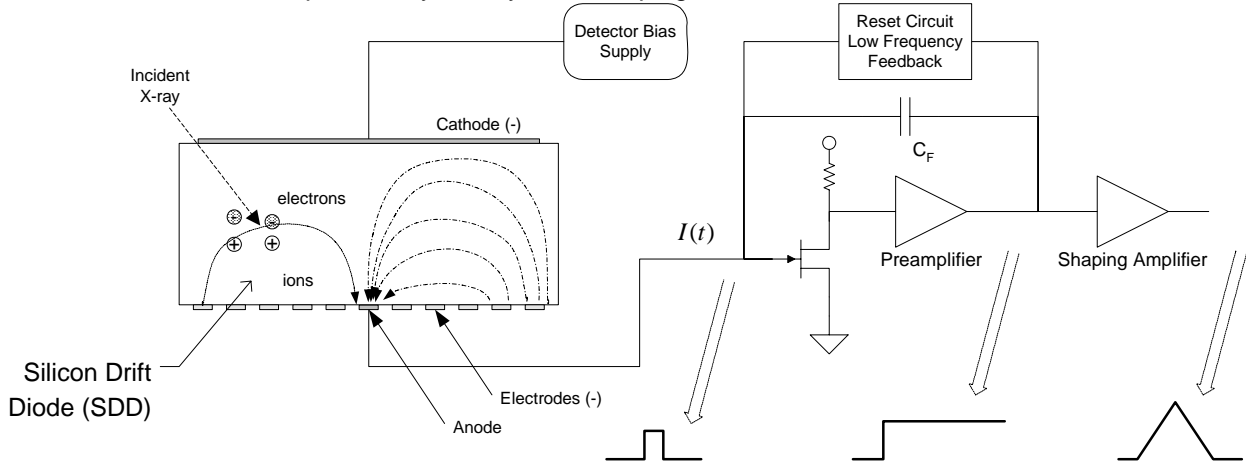 Detector Bias
Supply
Reset Circuit
Low Frequency
Feedback
Incident
X-ray
Cathode (-)
C_F
electrons
I(t)
Preamplifier
Shaping Amplifier
ions
Silicon Drift
Diode (SDD)
Electrodes (-)
Anode